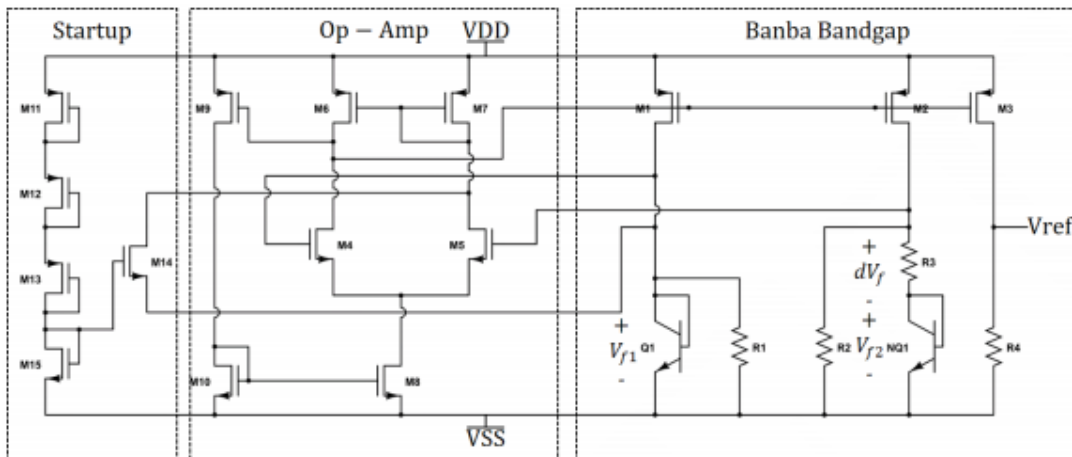 Startup
Op – Amp
VDD
Banba Bandgap
M11
M9
M6
M7
M1
M2
M3
M12
M4
M5
M14
M13
Vref
+
dVf
-
R3
+
Vf1
-
Q1
R1
R2
+
Vf2
-
NQ1
R4
M15
M10
M8
VSS